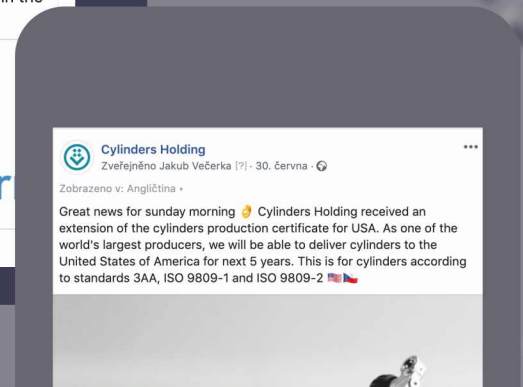 in the
r
Cylinders Holding
Zveřejněno Jakub Večerka [?] · 30. června ·
Zobrazeno v: Angličtina
Great news for sunday morning 👌 Cylinders Holding received an
extension of the cylinders production certificate for USA. As one of the
world's largest producers, we will be able to deliver cylinders to the
United States of America for next 5 years. This is for cylinders according
to standards 3AA, ISO 9809-1 and ISO 9809-2 🇺🇸🇨🇿